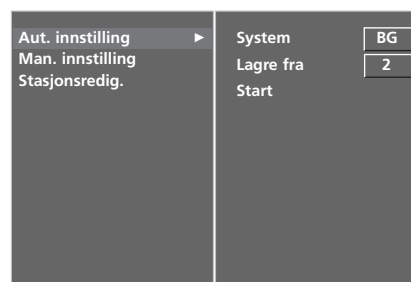 Aut. innstilling ►
Man. innstilling
Stasjonsredig.
System BG
Lagre fra 2
Start